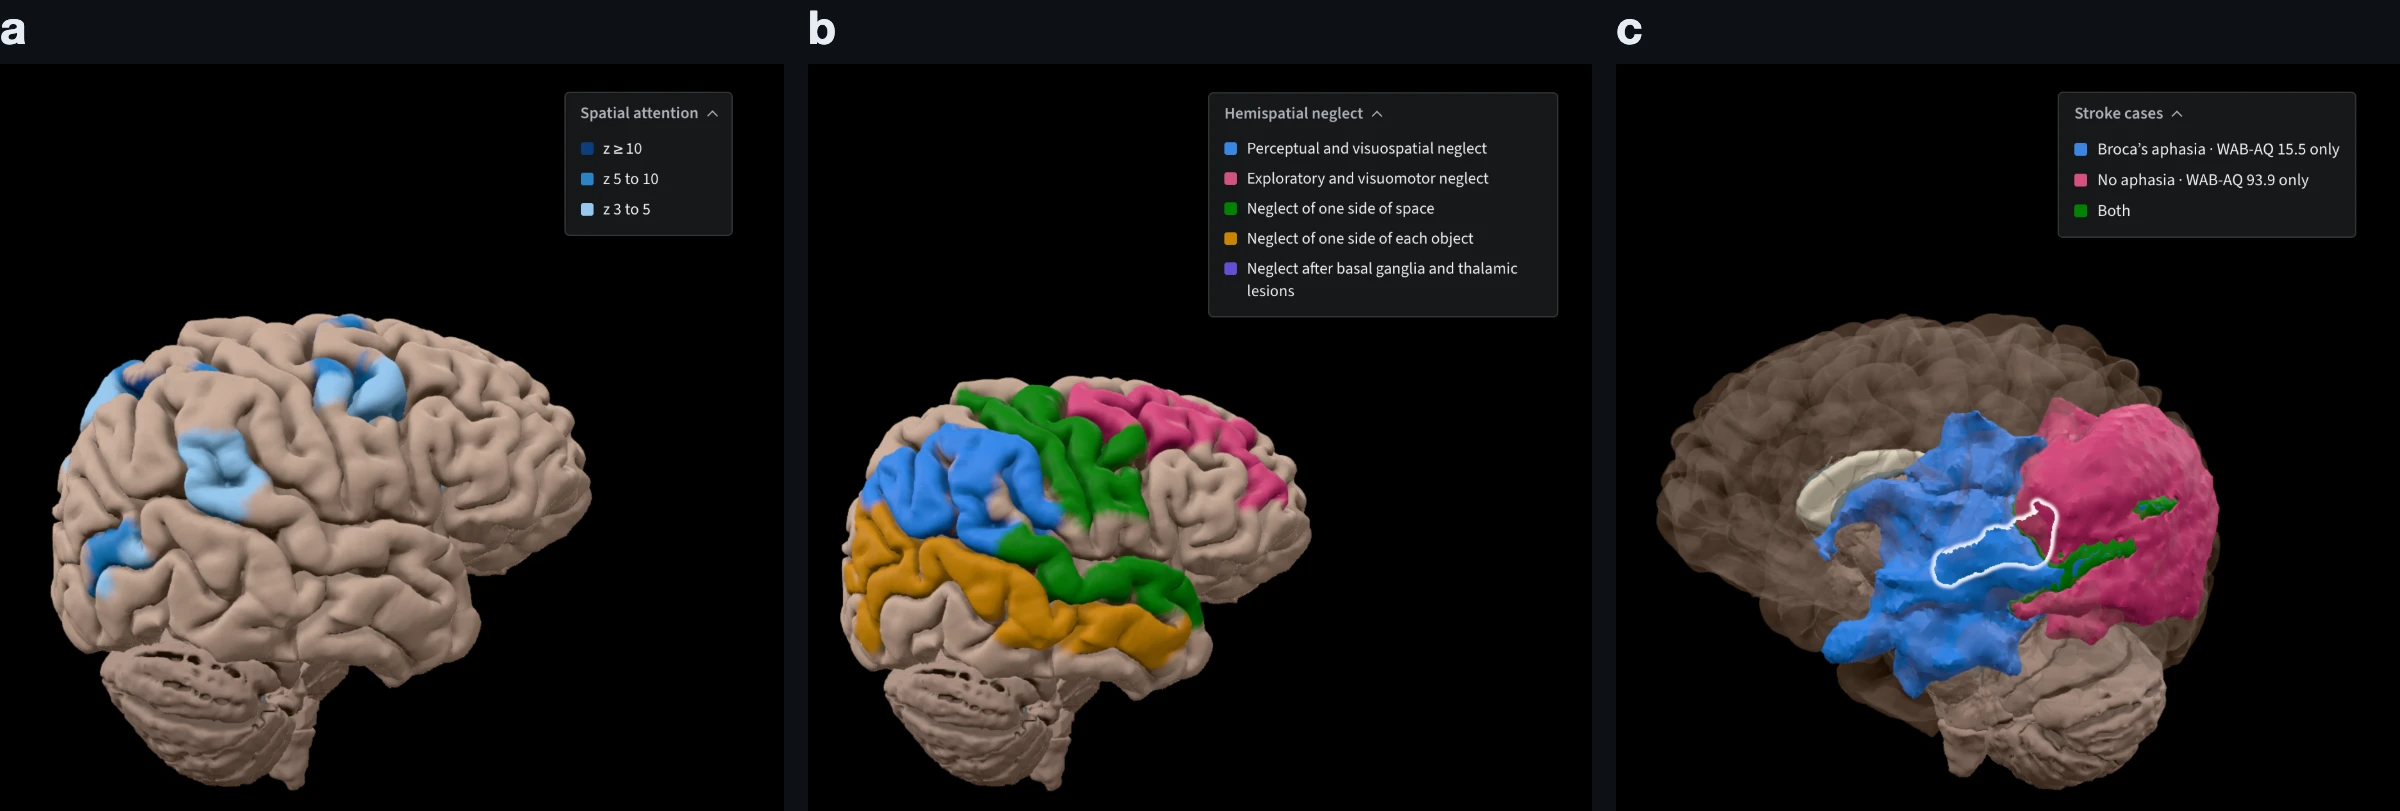 a
b
c
Spatial attention
z ≥ 10
z 5 to 10
z 3 to 5
Hemispatial neglect
Perceptual and visuospatial neglect
Exploratory and visuomotor neglect
Neglect of one side of space
Neglect of one side of each object
Neglect after basal ganglia and thalamic
lesions
Stroke cases
Broca’s aphasia · WAB-AQ 15.5 only
No aphasia · WAB-AQ 93.9 only
Both